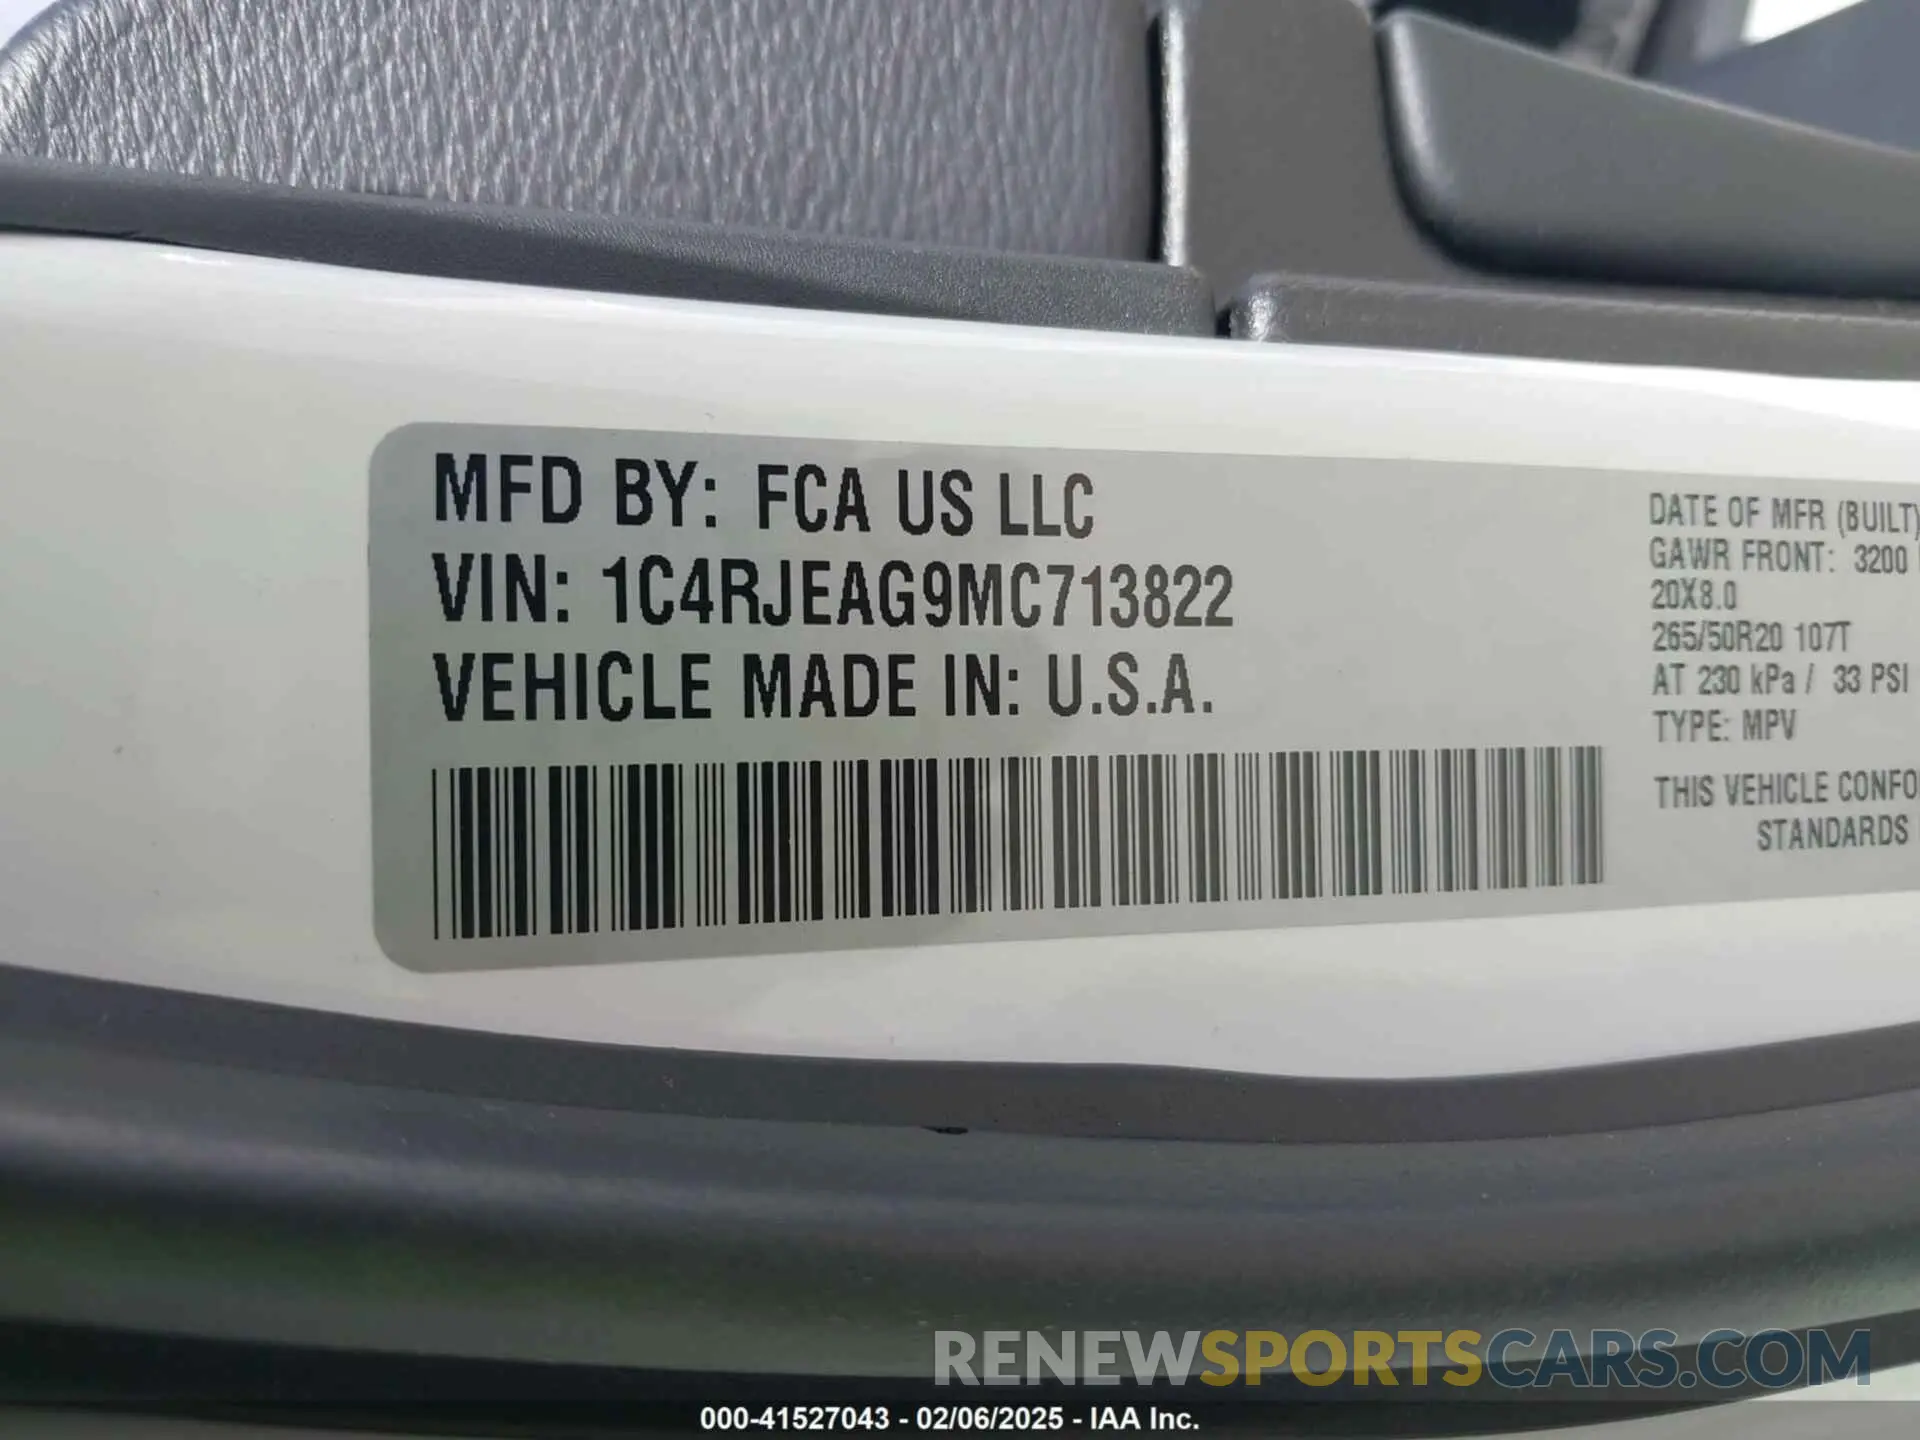 MFD BY: FCA US LLC
VIN: 1C4RJEAG9MC713822
VEHICLE MADE IN: U.S.A.
DATE OF MFR (BUILT)
GAWR FRONT: 3200
20X8.0
265/50R20 107T
AT 230 kPa / 33 PSI
TYPE: MPV
THIS VEHICLE CONFO
STANDARDS
RENEWSPORTSCARS.COM
000-41527043 - 02/06/2025 - IAA Inc.